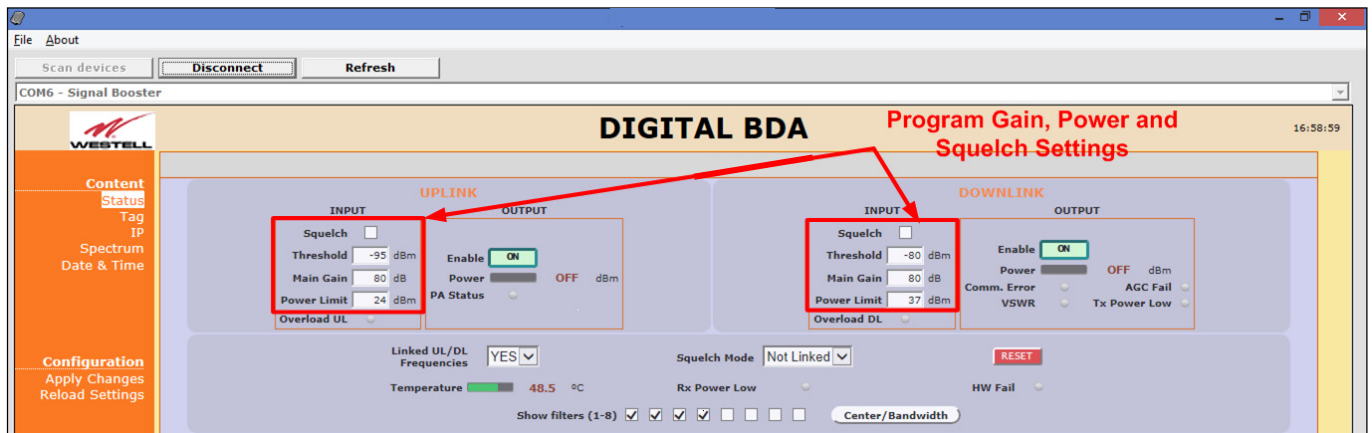 File About
Scan devices Disconnect Refresh
COM6 - Signal Booster
WESTELL
DIGITAL BDA
Program Gain, Power and
Squelch Settings
16:58:59
Content
Status
Tag
IP
Spectrum
Date & Time
Configuration
Apply Changes
Reload Settings
UPLINK
INPUT OUTPUT
Squelch
Threshold -95 dBm
Main Gain 80 dB
Power Limit 24 dBm
Overload UL
Enable ON
Power OFF dBm
PA Status
DOWNLINK
INPUT OUTPUT
Squelch
Threshold -80 dBm
Main Gain 80 dB
Power Limit 37 dBm
Overload DL
Enable ON
Power OFF dBm
Comm. Error AGC Fail
VSWR Tx Power Low
Linked UL/DL
Frequencies YES
Squelch Mode Not Linked
RESET
Temperature 48.5 ºC
Rx Power Low
HW Fail
Show filters (1-8) Center/Bandwidth